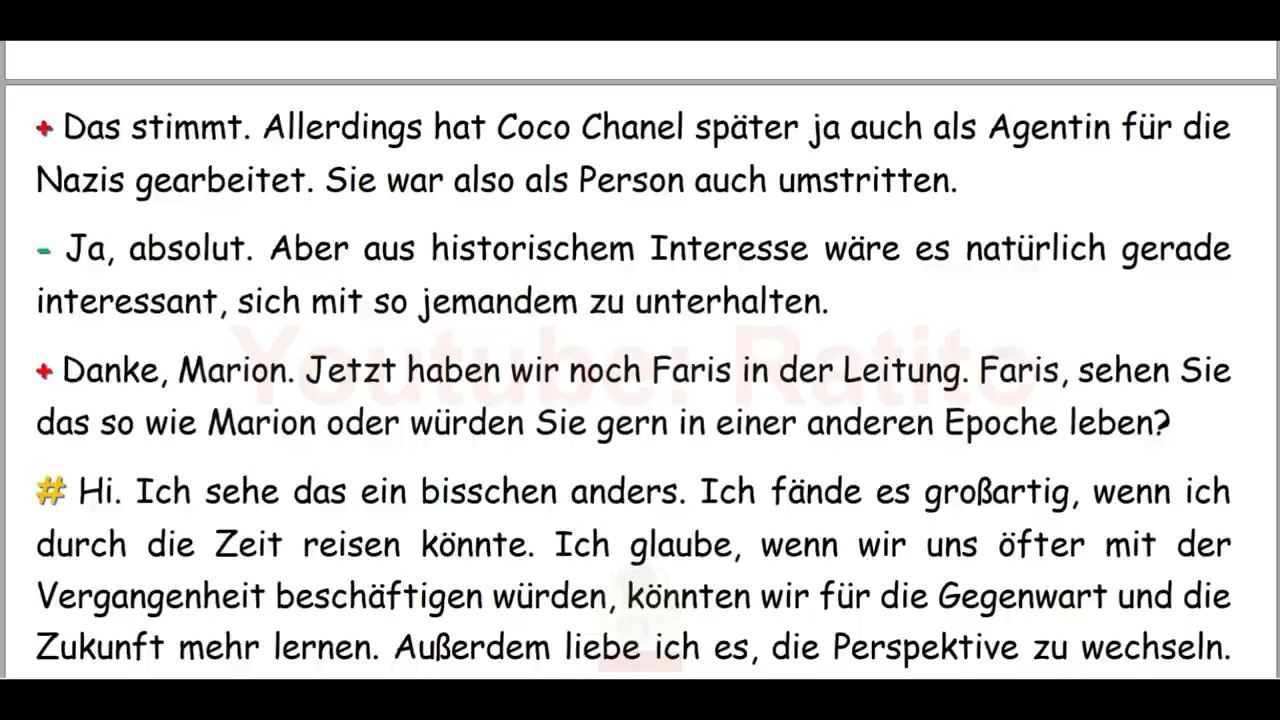 + Das stimmt. Allerdings hat Coco Chanel später ja auch als Agentin für die
Nazis gearbeitet. Sie war also als Person auch umstritten.
- Ja, absolut. Aber aus historischem Interesse wäre es natürlich gerade
interessant, sich mit so jemandem zu unterhalten.
Youtube: Ratito
+ Danke, Marion. Jetzt haben wir noch Faris in der Leitung. Faris, sehen Sie
das so wie Marion oder würden Sie gern in einer anderen Epoche leben?
# Hi. Ich sehe das ein bisschen anders. Ich fände es großartig, wenn ich
durch die Zeit reisen könnte. Ich glaube, wenn wir uns öfter mit der
Vergangenheit beschäftigen würden, könnten wir für die Gegenwart und die
Zukunft mehr lernen. Außerdem liebe ich es, die Perspektive zu wechseln.